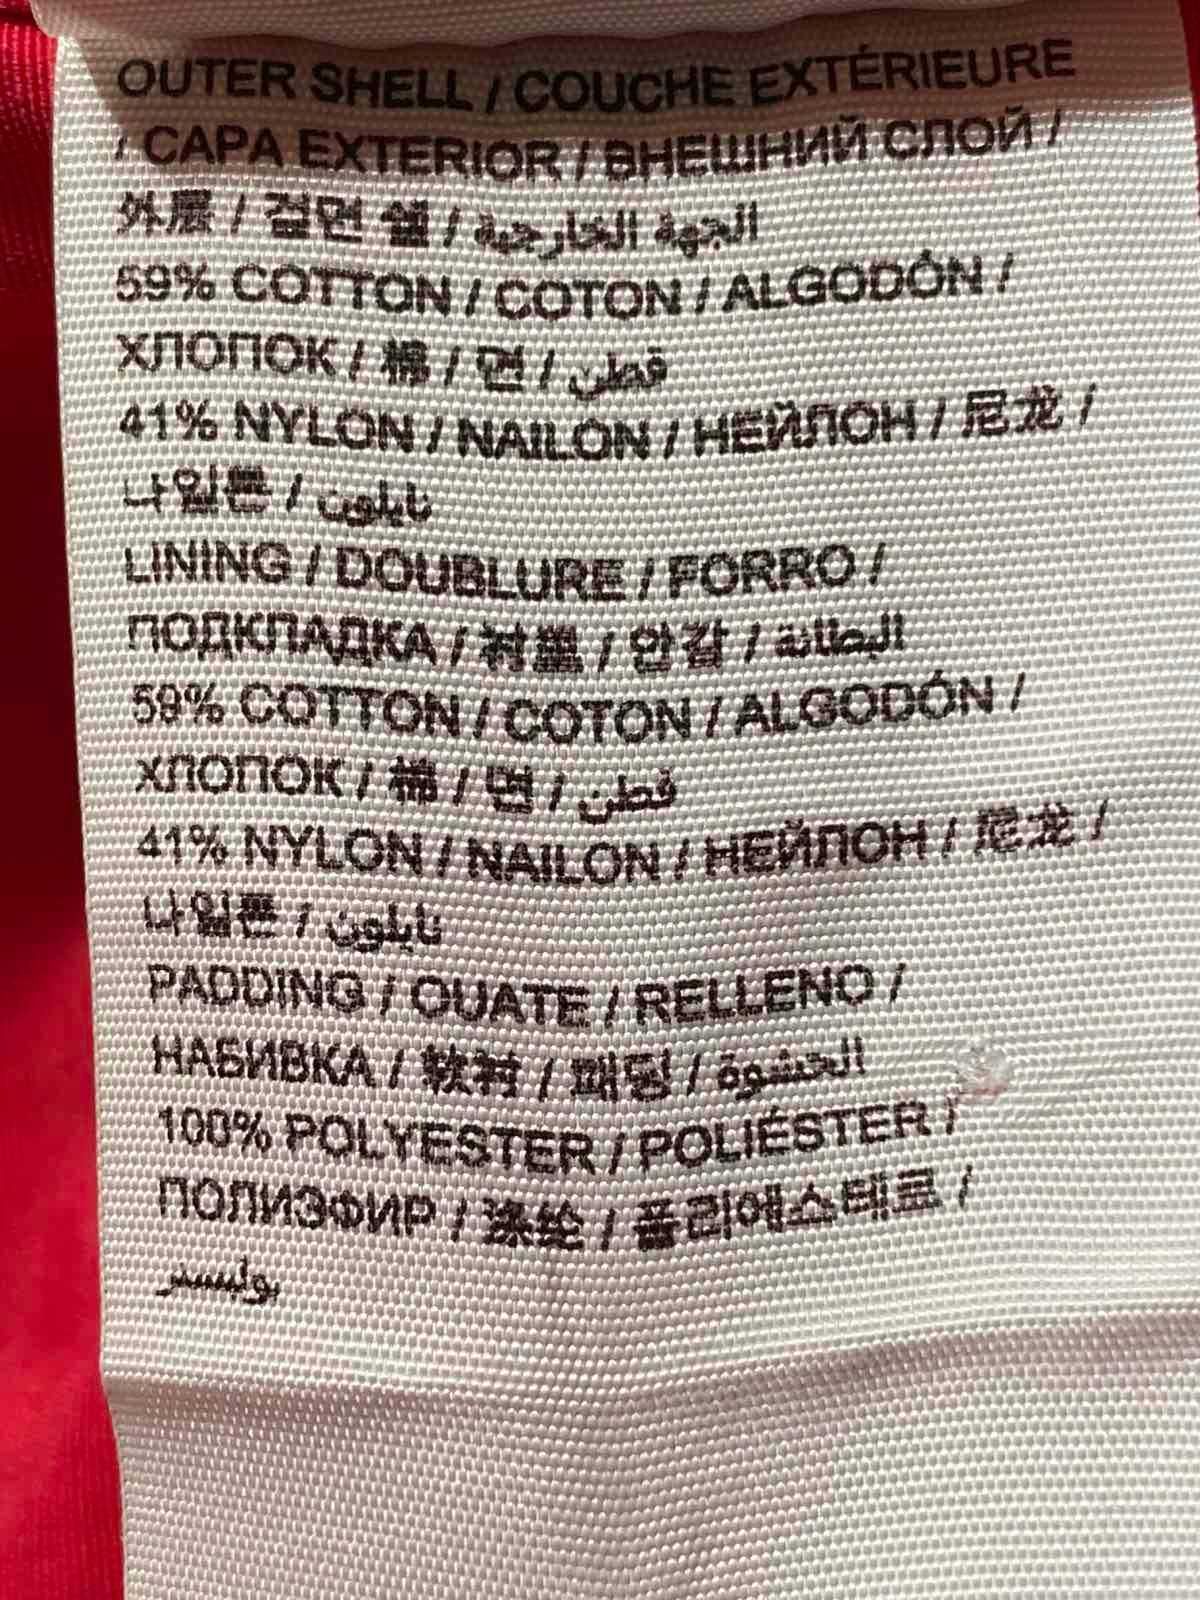 OUTER SHELL / COUCHE EXTÉRIEURE
/ CAPA EXTERIOR / ВНЕШНИЙ СЛОЙ /
外层 / 겉면 쉘 / الجهة الخارجية
59% COTTON / COTON / ALGODÓN /
ХЛОПОК / 棉 / 면 / قطن
41% NYLON / NAILON / НЕЙЛОН / 尼龙 /
나일론 / نايلون
LINING / DOUBLURE / FORRO /
ПОДКЛАДКА / 衬里 / 안감 / البطانة
59% COTTON / COTON / ALGODÓN /
ХЛОПОК / 棉 / 면 / قطن
41% NYLON / NAILON / НЕЙЛОН / 尼龙 /
나일론 / نايلون
PADDING / OUATE / RELLENO /
НАБИВКА / 软衬 / 패딩 / الحشوة
100% POLYESTER / POLIÉSTER /
ПОЛИЭФИР / 涤纶 / 폴리에스테르 /
بوليستر